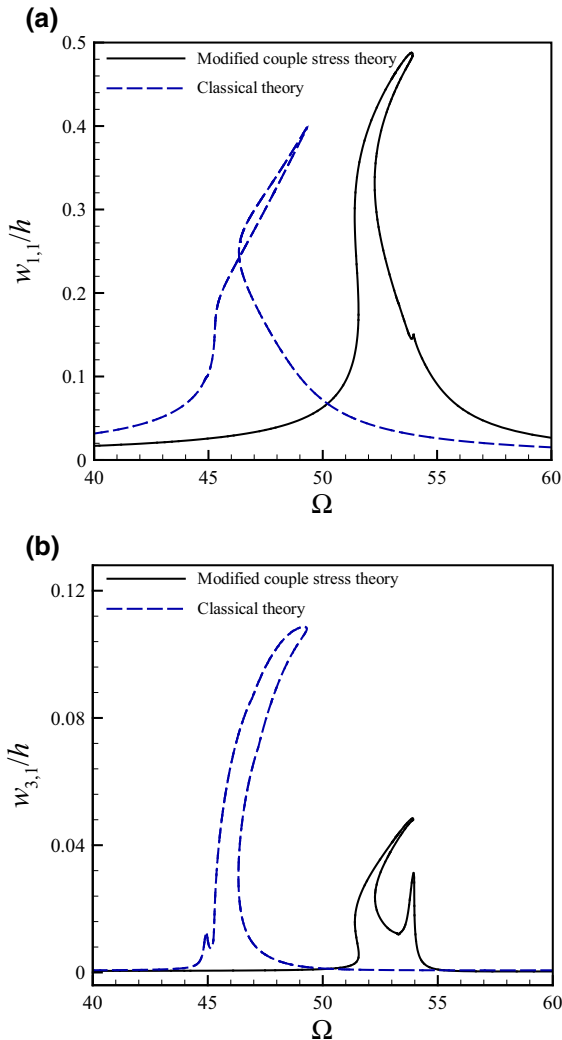 (a)
0.5
Modified couple stress theory
Classical theory
0.4
0.3
w1,1/h
0.2
0.1
0
40 45 50 55 60
Ω
(b)
0.12
Modified couple stress theory
Classical theory
0.08
w3,1/h
0.04
0
40 45 50 55 60
Ω